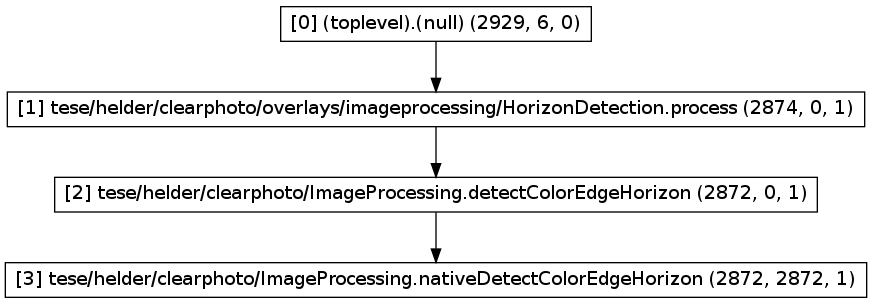 [0] (toplevel).(null) (2929, 6, 0)
[1] tese/helder/clearphoto/overlays/imageprocessing/HorizonDetection.process (2874, 0, 1)
[2] tese/helder/clearphoto/ImageProcessing.detectColorEdgeHorizon (2872, 0, 1)
[3] tese/helder/clearphoto/ImageProcessing.nativeDetectColorEdgeHorizon (2872, 2872, 1)